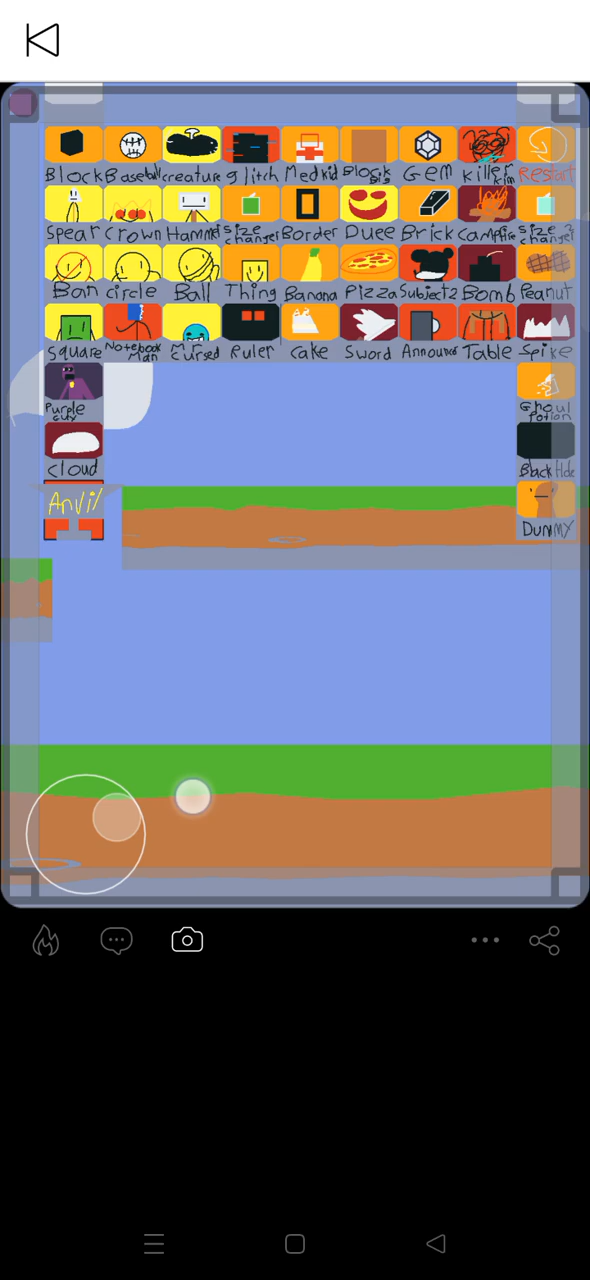 Block Baseball creature glitch Medkid Block Gem Killer Restart
Spear Crown Hammer size changer Border Duee Brick campfire size changer 2
Ban circle Ball Thing Banana Pizza Subject2 Bomb Peanut
Square Notebook Man Mr Cursed Ruler Cake Sword Announcer Table Spike
Purple Guy Ghoul Potion
cloud Black Hole
Anvil Dummy